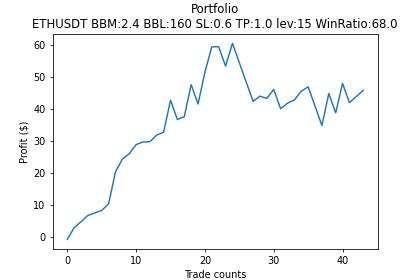 Portfolio
ETHUSDT BBM:2.4 BBL:160 SL:0.6 TP:1.0 lev:15 WinRatio:68.0
60
50
40
30
20
10
0
Profit ($)
0 10 20 30 40
Trade counts